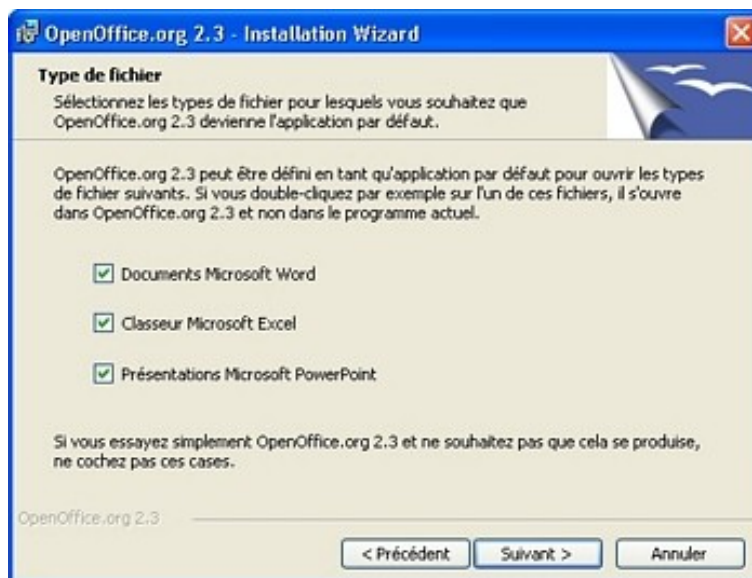 OpenOffice.org 2.3 - Installation Wizard
Type de fichier
Sélectionnez les types de fichier pour lesquels vous souhaitez que
OpenOffice.org 2.3 devienne l'application par défaut.
OpenOffice.org 2.3 peut être défini en tant qu'application par défaut pour ouvrir les types
de fichier suivants. Si vous double-cliquez par exemple sur l'un de ces fichiers, il s'ouvre
dans OpenOffice.org 2.3 et non dans le programme actuel.
Documents Microsoft Word
Classeur Microsoft Excel
Présentations Microsoft PowerPoint
Si vous essayez simplement OpenOffice.org 2.3 et ne souhaitez pas que cela se produise,
ne cochez pas ces cases.
OpenOffice.org 2.3
< Précédent Suivant > Annuler